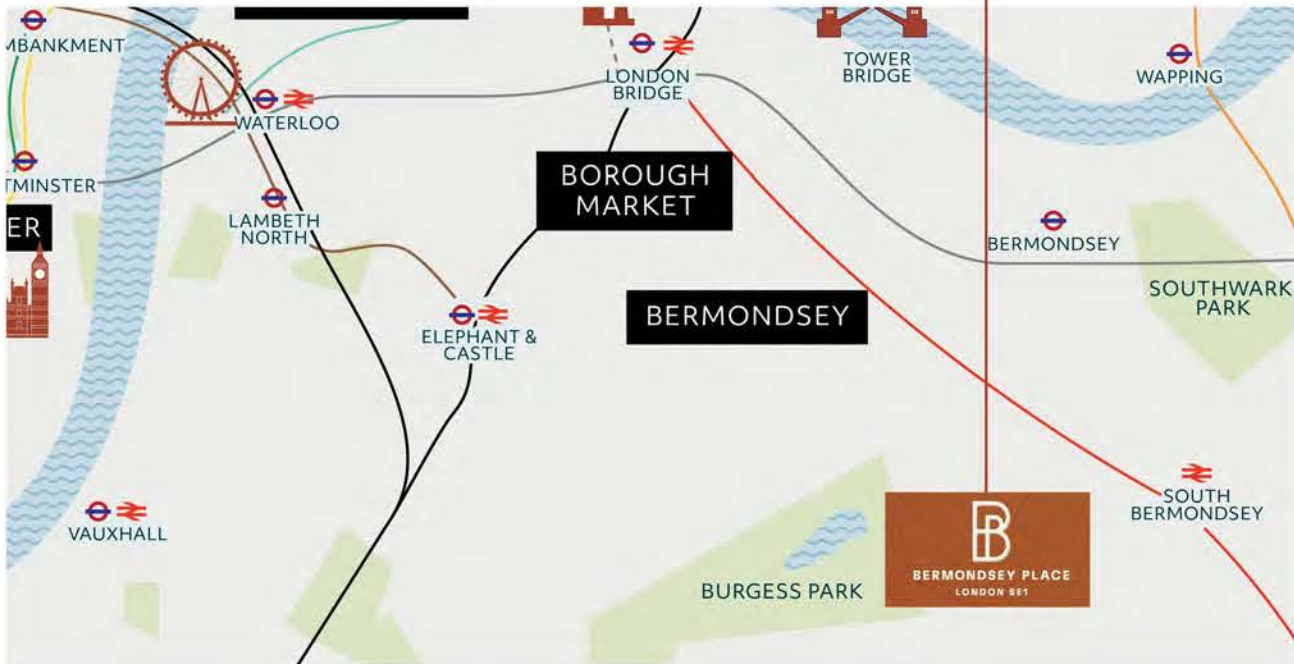 MBANKMENT
WATERLOO
TMINSTER
ER
LAMBETH
NORTH
LONDON
BRIDGE
TOWER
BRIDGE
WAPPING
BOROUGH
MARKET
BERMONDSEY
SOUTHWARK
PARK
BERMONDSEY
ELEPHANT &
CASTLE
VAUXHALL
SOUTH
BERMONDSEY
BURGESS PARK
B
BERMONDSEY PLACE
LONDON SE1